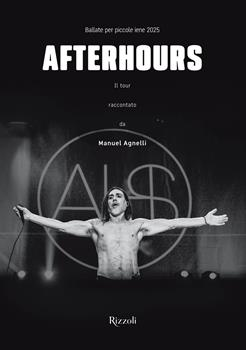 Ballate per piccole iene 2025
AFTERHOURS
Il tour
raccontato
da
Manuel Agnelli
Rizzoli